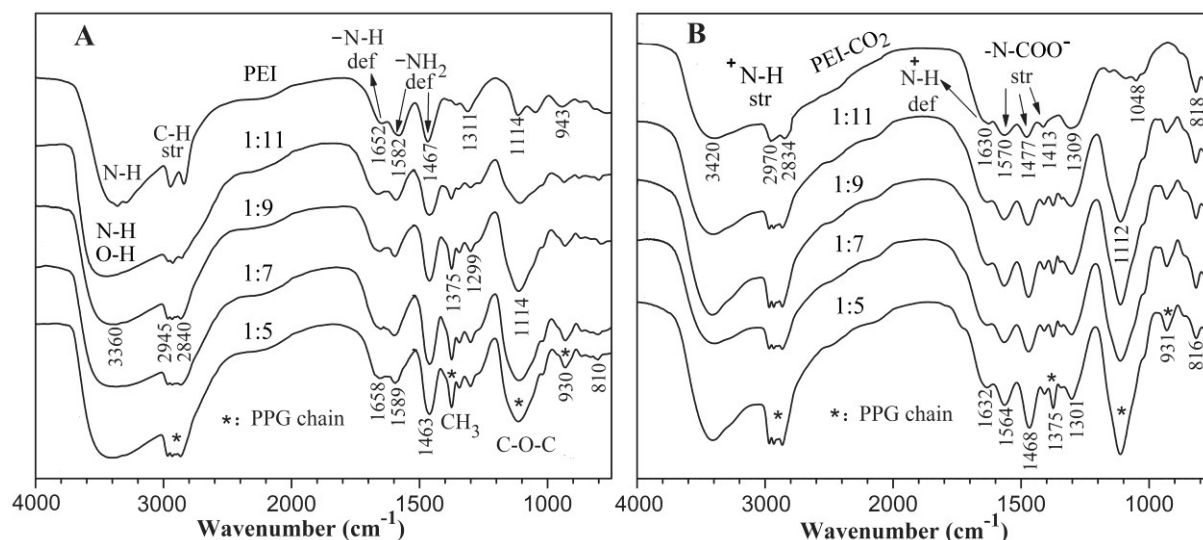 A
−N-H
def
−NH2
def
PEI
C-H
str
N-H
1652
1582
1467
1311
1114
943
1:11
N-H
O-H
1:9
1:7
1:5
3360
2945
2840
1375
1299
1114
*
*
*
*
1658
1589
1463
CH3
930
810
*: PPG chain
C-O-C
4000 3000 2000 1500 1000
Wavenumber (cm-1)
B
+
N-H
str
PEI-CO2
+
N-H
def
-N-COO-
str
3420
2970
2834
1630
1570
1477
1413
1309
1048
818
1:11
1:9
1:7
1:5
1112
*
*
*
*
931
816
*: PPG chain
1632
1564
1468
1375
1301
4000 3000 2000 1500 1000
Wavenumber (cm-1)